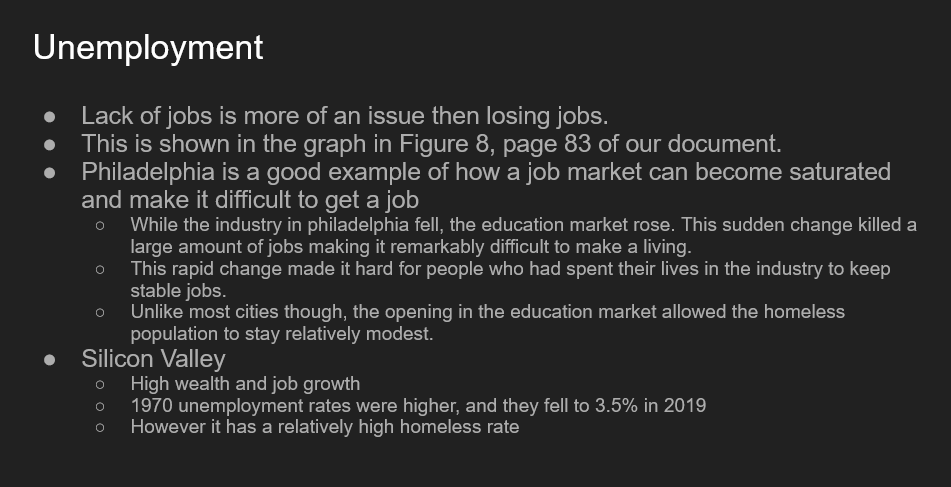 Unemployment
● Lack of jobs is more of an issue then losing jobs.
● This is shown in the graph in Figure 8, page 83 of our document.
● Philadelphia is a good example of how a job market can become saturated
and make it difficult to get a job
○ While the industry in philadelphia fell, the education market rose. This sudden change killed a
large amount of jobs making it remarkably difficult to make a living.
○ This rapid change made it hard for people who had spent their lives in the industry to keep
stable jobs.
○ Unlike most cities though, the opening in the education market allowed the homeless
population to stay relatively modest.
● Silicon Valley
○ High wealth and job growth
○ 1970 unemployment rates were higher, and they fell to 3.5% in 2019
○ However it has a relatively high homeless rate